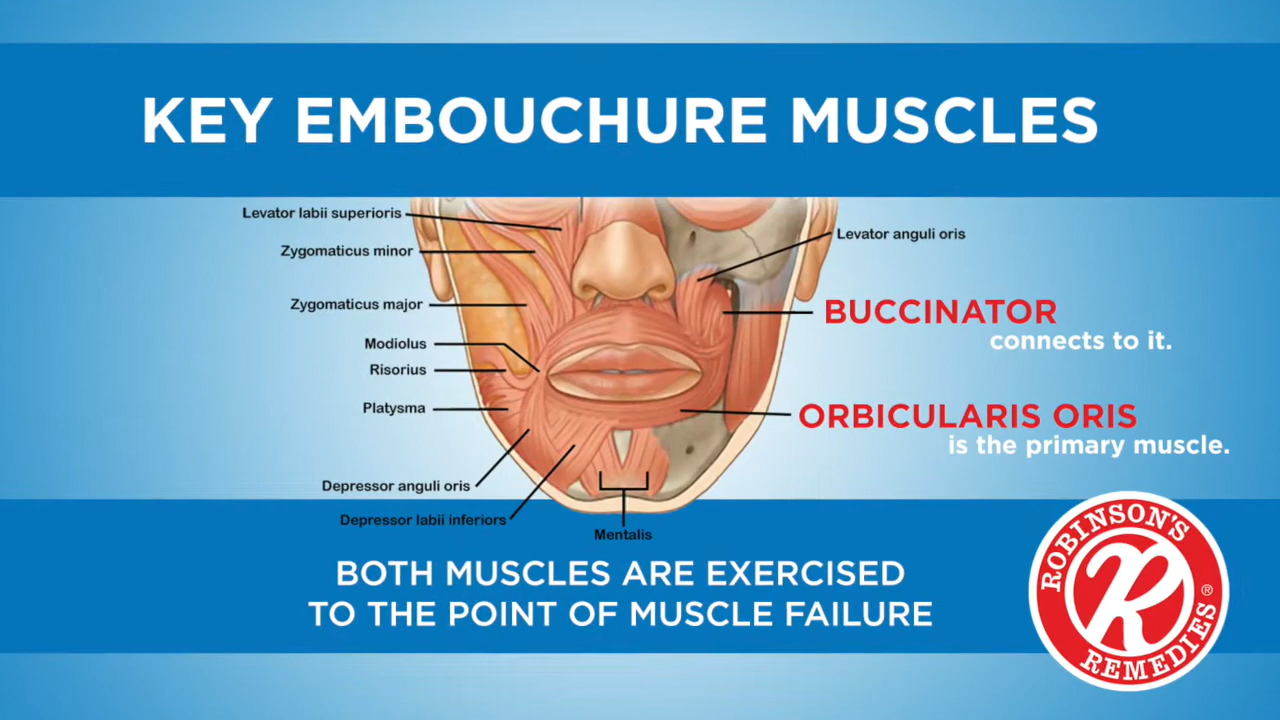 KEY EMBOUCHURE MUSCLES
Levator labii superioris
Zygomaticus minor
Zygomaticus major
Modiolus
Risorius
Platysma
Depressor anguli oris
Depressor labii inferiors
Mentalis
Levator anguli oris
BUCCINATOR
connects to it.
ORBICULARIS ORIS
is the primary muscle.
BOTH MUSCLES ARE EXERCISED
TO THE POINT OF MUSCLE FAILURE
ROBINSON'S
R
REMEDIES®